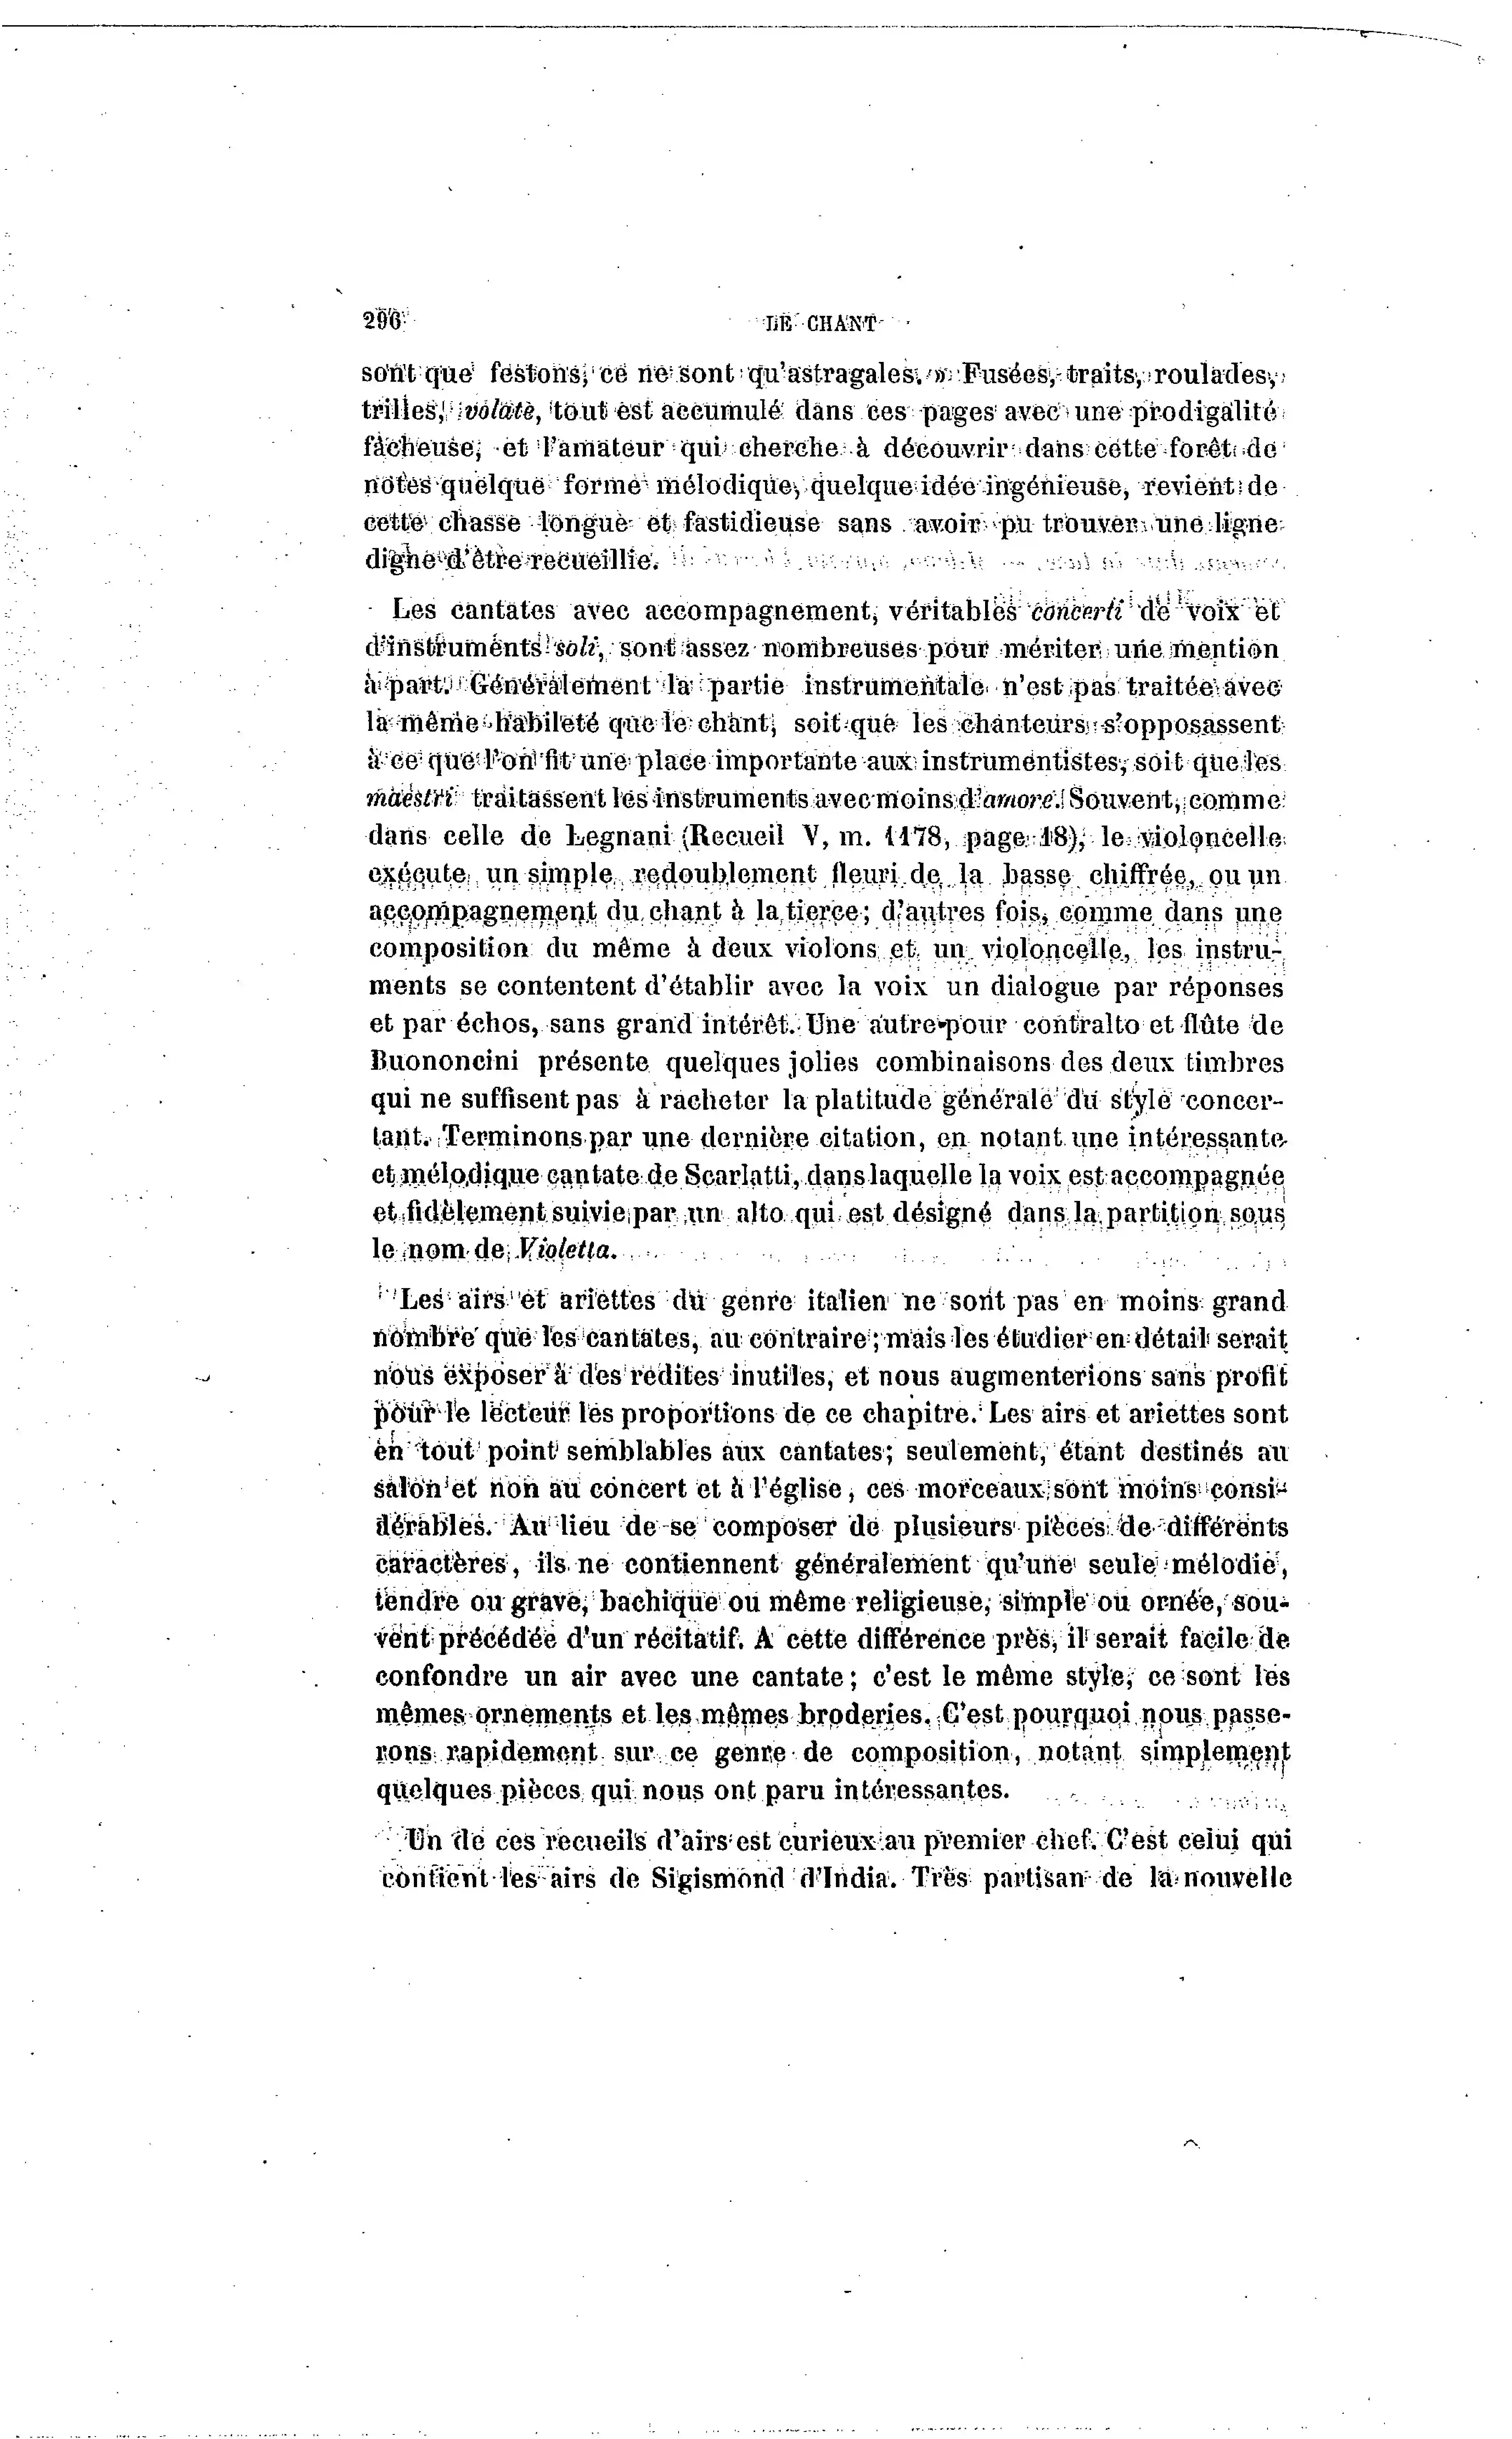 296 LE CHANT
sont que festons, ce ne sont qu'astragales. » Fusées, traits, roulades,
trilles, volate, tout est accumulé dans ces pages avec une prodigalité
fâcheuse, et l'amateur qui cherche à découvrir dans cette forêt de
notes quelque forme mélodique, quelque idée ingénieuse, revient de
cette chasse longue et fastidieuse sans avoir pu trouver une ligne
digne d'être recueillie.
Les cantates avec accompagnement, véritables concerti de voix et
d'instruments soli, sont assez nombreuses pour mériter une mention
à part. Généralement la partie instrumentale n'est pas traitée avec
la même habileté que le chant, soit que les chanteurs s'opposassent
à ce que l'on fit une place importante aux instrumentistes, soit que les
maestri traitassent les instruments avec moins d'amore. Souvent, comme
dans celle de Legnani (Recueil V, m. 1178, page 18), le violoncelle
exécute un simple redoublement fleuri de la basse chiffrée, ou un
accompagnement du chant à la tierce; d'autres fois, comme dans une
composition du même à deux violons et un violoncelle, les instru-
ments se contentent d'établir avec la voix un dialogue par réponses
et par échos, sans grand intérêt. Une autre pour contralto et flûte de
Buononcini présente quelques jolies combinaisons des deux timbres
qui ne suffisent pas à racheter la platitude générale du style concer-
tant. Terminons par une dernière citation, en notant une intéressante
et mélodique cantate de Scarlatti, dans laquelle la voix est accompagnée
et fidèlement suivie par un alto qui est désigné dans la partition sous
le nom de Violetta.
Les airs et ariettes du genre italien ne sont pas en moins grand
nombre que les cantates, au contraire; mais les étudier en détail serait
nous exposer à des redites inutiles, et nous augmenterions sans profit
pour le lecteur les proportions de ce chapitre. Les airs et ariettes sont
en tout point semblables aux cantates; seulement, étant destinés au
salon et non au concert et à l'église, ces morceaux sont moins consi-
dérables. Au lieu de se composer de plusieurs pièces de différents
caractères, ils ne contiennent généralement qu'une seule mélodie,
tendre ou grave, bachique ou même religieuse, simple ou ornée, sou-
vent précédée d'un récitatif. A cette différence près, il serait facile de
confondre un air avec une cantate; c'est le même style, ce sont les
mêmes ornements et les mêmes broderies. C'est pourquoi nous passe-
rons rapidement sur ce genre de composition, notant simplement
quelques pièces qui nous ont paru intéressantes.
Un de ces recueils d'airs est curieux au premier chef. C'est celui qui
contient les airs de Sigismond d'India. Très partisan de la nouvelle